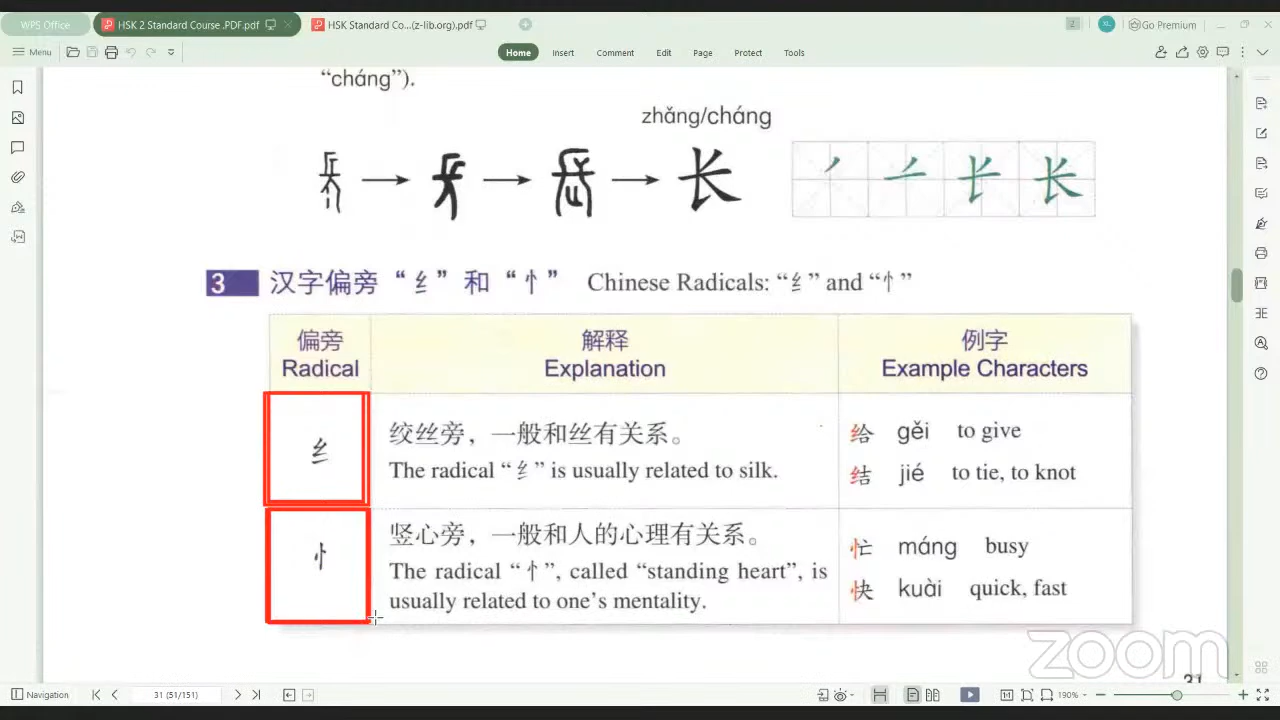 WPS Office
HSK 2 Standard Course .PDF.pdf
HSK Standard Co...(z-lib.org).pdf
2
XL
Go Premium
Menu
Home Insert Comment Edit Page Protect Tools
“cháng”).
zhǎng/cháng
长
3 汉字偏旁“纟”和“忄” Chinese Radicals: “纟” and “忄”
偏旁 解释 例字
Radical Explanation Example Characters
纟
绞丝旁，一般和丝有关系。
The radical “纟” is usually related to silk.
给 gěi to give
结 jié to tie, to knot
忄
竖心旁，一般和人的心理有关系。
The radical “忄”, called “standing heart”, is
usually related to one’s mentality.
忙 máng busy
快 kuài quick, fast
zoom
31
Navigation
31 (51/151)
190%